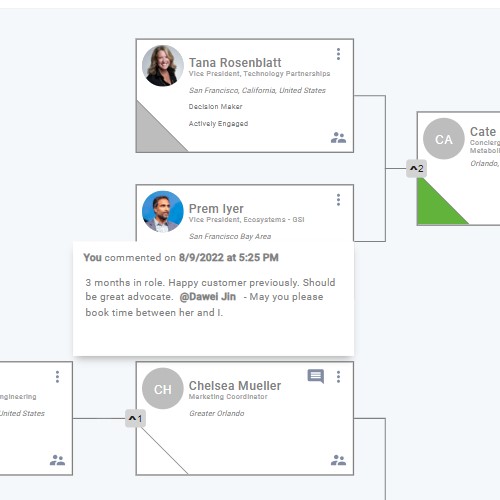 Tana Rosenblatt
Vice President, Technology Partnerships
San Francisco, California, United States
Decision Maker
Actively Engaged
CA
Cate
Concierg
Metaboli
Orlando,
^2
Prem Iyer
Vice President, Ecosystems - GSI
San Francisco Bay Area
You commented on 8/9/2022 at 5:25 PM
3 months in role. Happy customer previously. Should
be great advocate. @Dawei Jin - May you please
book time between her and I.
ngineering
United States
^1
CH
Chelsea Mueller
Marketing Coordinator
Greater Orlando